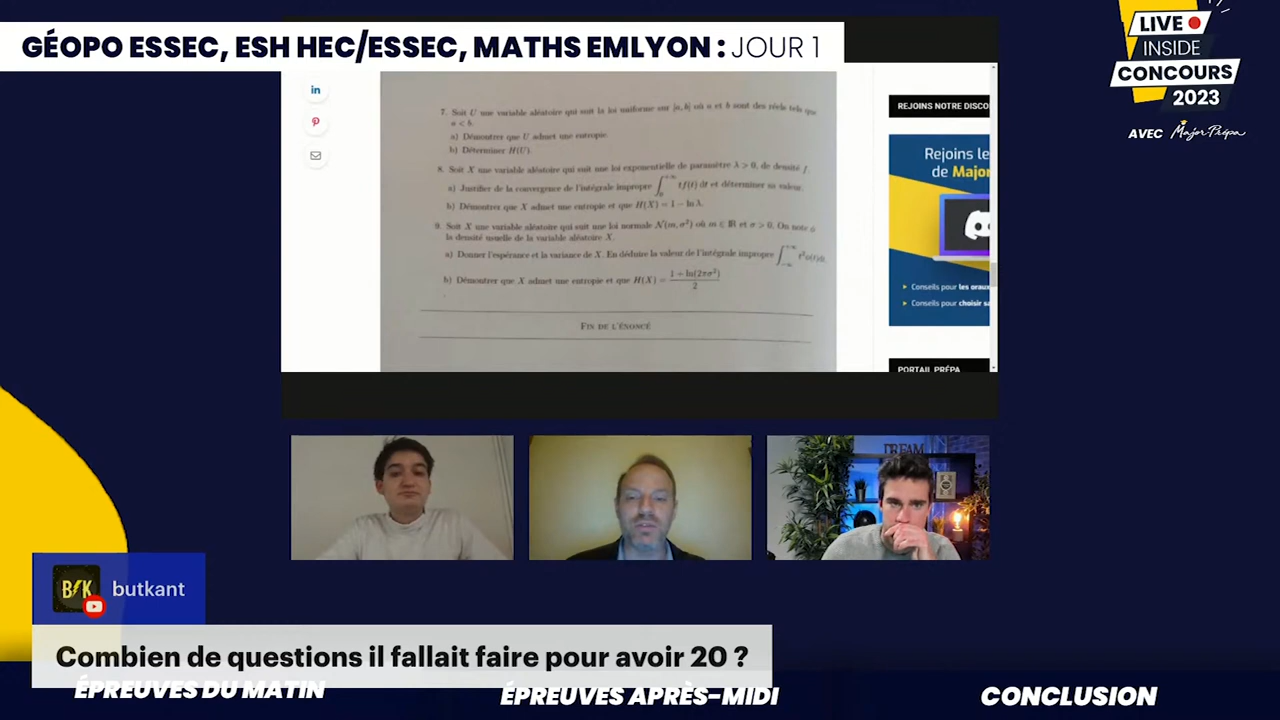 GÉOPO ESSEC, ESH HEC/ESSEC, MATHS EMLYON : JOUR 1
LIVE
INSIDE
CONCOURS
2023
AVEC Major Prépa
7. Soit U une variable aléatoire qui suit la loi uniforme sur [a, b] où a et b sont des réels tels que
a < b.
a) Démontrer que U admet une entropie.
b) Déterminer H(U).
8. Soit X une variable aléatoire qui suit une loi exponentielle de paramètre λ > 0, de densité f.
a) Justifier de la convergence de l'intégrale impropre ∫₀^{+∞} tf(t) dt et déterminer sa valeur.
b) Démontrer que X admet une entropie et que H(X) = 1 − ln λ.
9. Soit X une variable aléatoire qui suit une loi normale N(m, σ²) où m ∈ IR et σ > 0. On note
la densité usuelle de la variable aléatoire X.
a) Donner l'espérance et la variance de X. En déduire la valeur de l'intégrale impropre
b) Démontrer que X admet une entropie et que H(X) = (1 + ln(2πσ²))/2
FIN DE L'ÉNONCÉ
in
REJOINS NOTRE DISCO
Rejoins le
de Major
Conseils pour les oraux
Conseils pour choisir sa
PORTAIL PRÉPA
DREAM
B/K butkant
Combien de questions il fallait faire pour avoir 20 ?
ÉPREUVES DU MATIN
ÉPREUVES APRÈS-MIDI
CONCLUSION